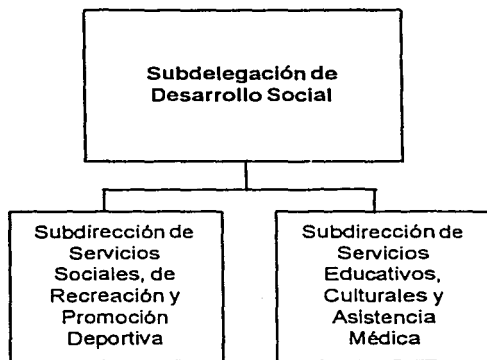 Subdelegación de
Desarrollo Social
Subdirección de
Servicios
Sociales, de
Recreación y
Promoción
Deportiva
Subdirección de
Servicios
Educativos,
Culturales y
Asistencia
Médica